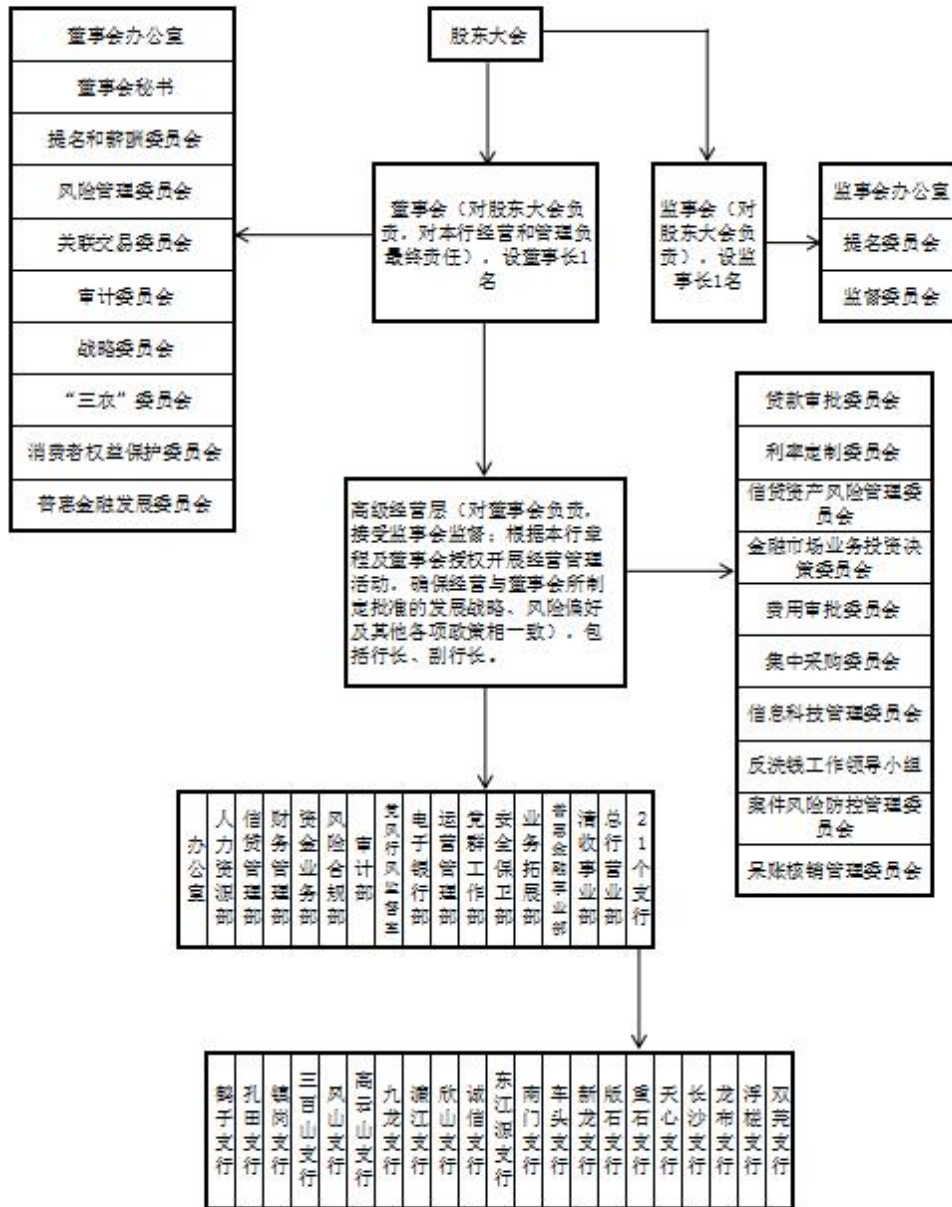 股东大会
董事会办公室
董事会秘书
提名和薪酬委员会
风险管理委员会
关联交易委员会
审计委员会
战略委员会
“三农”委员会
消费者权益保护委员会
普惠金融发展委员会
董事会（对股东大会负
责，对本行经营和管理负
最终责任），设董事长1
名
监事会（对
股东大会负
责），设监
事长1名
监事会办公室
提名委员会
监督委员会
高级经营层（对董事会负责，
接受监事会监督；根据本行章
程及董事会授权开展经营管理
活动，确保经营与董事会所制
定批准的发展战略、风险偏好
及其他各项政策相一致），包
括行长、副行长。
贷款审批委员会
利率定制委员会
信贷资产风险管理委
员会
金融市场业务投资决
策委员会
费用审批委员会
集中采购委员会
信息科技管理委员会
反洗钱工作领导小组
案件风险防控管理委
员会
呆账核销管理委员会
办公室
人力资源部
信贷管理部
财务管理部
资金业务部
风险合规部
审计部
党风行风监督室
电子银行部
运营管理部
党群工作部
安全保卫部
业务拓展部
普惠金融事业部
清收事业部
总行营业部
21个支行
鹤子支行
孔田支行
镇岗支行
三百山支行
凤山支行
高云山支行
九龙支行
濂江支行
欣山支行
诚信支行
东江源支行
南门支行
车头支行
新龙支行
版石支行
重石支行
天心支行
长沙支行
龙布支行
浮槎支行
双芫支行